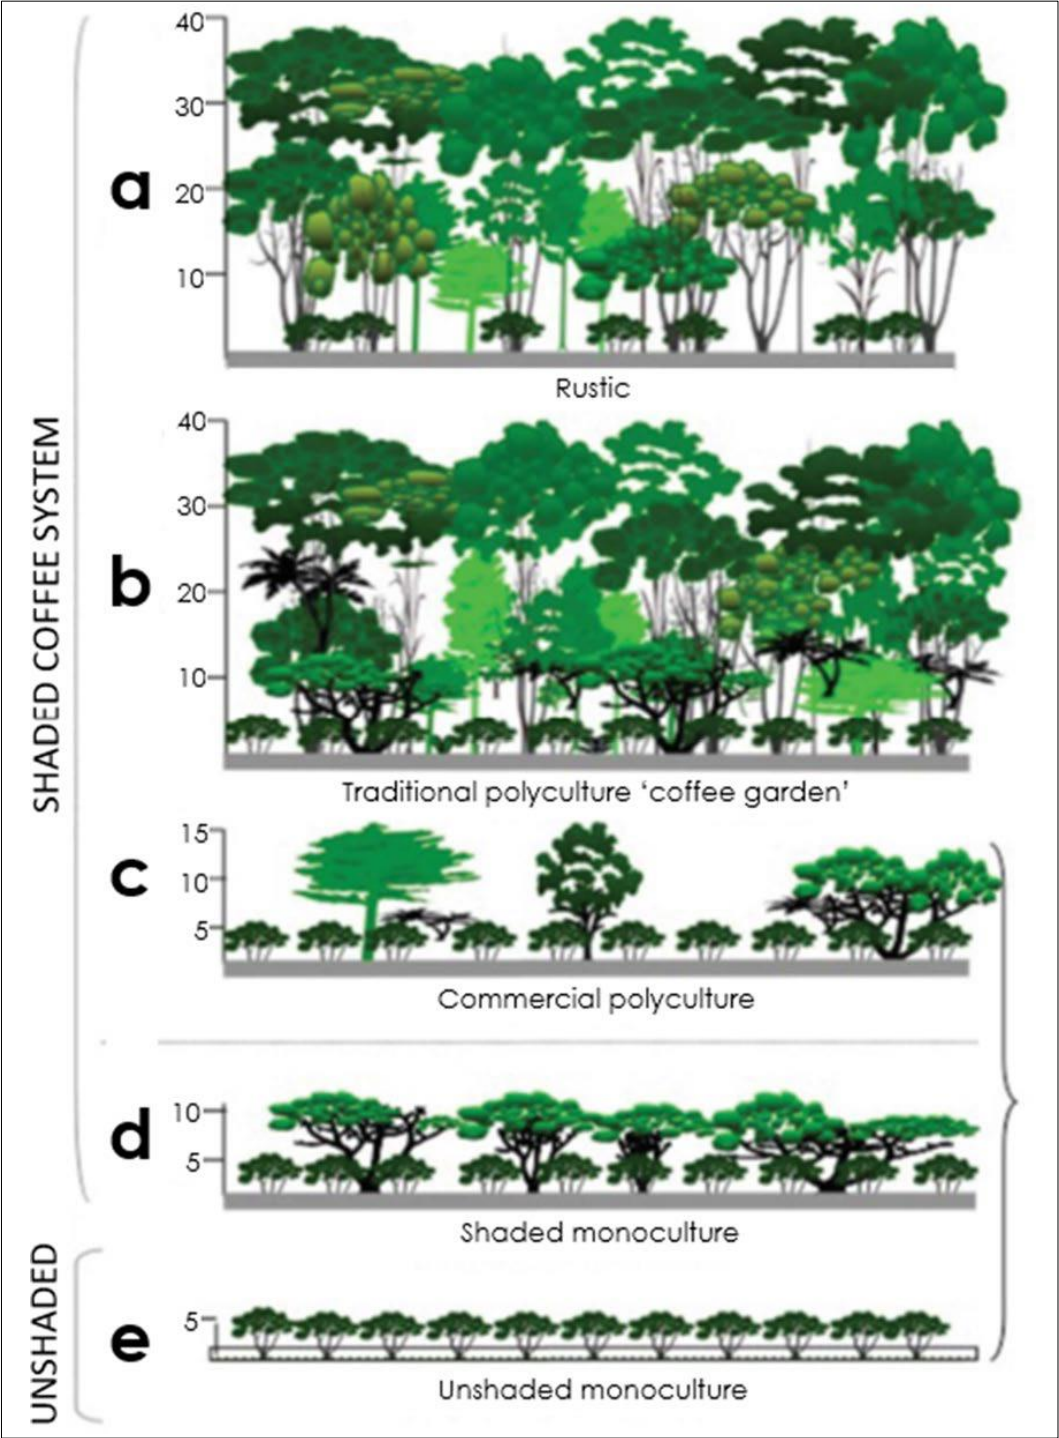 SHADED COFFEE SYSTEM
a
40
30
20
10
Rustic
b
40
30
20
10
Traditional polyculture ‘coffee garden’
c
15
10
5
Commercial polyculture
d
10
5
Shaded monoculture
UNSHADED
e
5
Unshaded monoculture